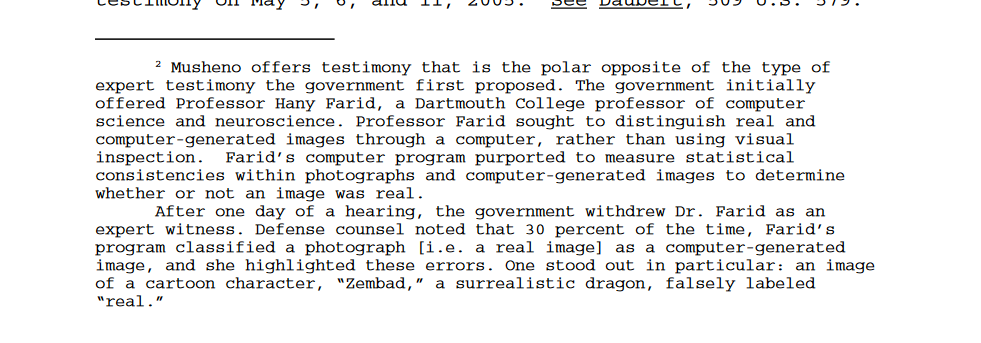 testimony on May 5, 6, and 11, 2005. See Daubert, 509 U.S. 579.
² Musheno offers testimony that is the polar opposite of the type of
expert testimony the government first proposed. The government initially
offered Professor Hany Farid, a Dartmouth College professor of computer
science and neuroscience. Professor Farid sought to distinguish real and
computer-generated images through a computer, rather than using visual
inspection.  Farid's computer program purported to measure statistical
consistencies within photographs and computer-generated images to determine
whether or not an image was real.
After one day of a hearing, the government withdrew Dr. Farid as an
expert witness. Defense counsel noted that 30 percent of the time, Farid's
program classified a photograph [i.e. a real image] as a computer-generated
image, and she highlighted these errors. One stood out in particular: an image
of a cartoon character, “Zembad,” a surrealistic dragon, falsely labeled
“real.”